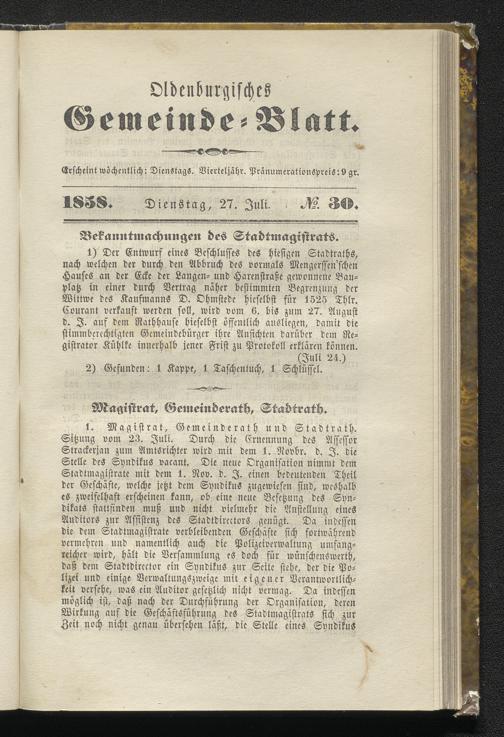 Oldenburgisches
Gemeinde-Blatt.
Erscheint wöchentlich: Dienstags. Vierteljähr. Pränumerationspreis: 9 gr.
1858. Dienstag, 27. Juli. № 30.
Bekanntmachungen des Stadtmagistrats.
1) Der Entwurf eines Beschlusses des hiesigen Stadtraths,
nach welchen der durch den Abbruch des vormals Mengerssen'schen
Hauses an der Ecke der Langen- und Harenstraße gewonnene Bau-
platz in einer durch Vertrag näher bestimmten Begrenzung der
Wittwe des Kaufmanns D. Ohmstede hieselbst für 1525 Thlr.
Courant verkauft werden soll, wird vom 6. bis zum 27. August
d. J. auf dem Rathhause hieselbst öffentlich ausliegen, damit die
stimmberechtigten Gemeindebürger ihre Ansichten darüber dem Re-
gistrator Kühlke innerhalb jener Frist zu Protokoll erklären können.
(Juli 24.)
2) Gefunden: 1 Kappe, 1 Taschentuch, 1 Schlüssel.
Magistrat, Gemeinderath, Stadtrath.
1. Magistrat, Gemeinderath und Stadtrath.
Sitzung vom 23. Juli. Durch die Ernennung des Assessor
Strackerjan zum Amtsrichter wird mit dem 1. Novbr. d. J. die
Stelle des Syndikus vacant. Die neue Organisation nimmt dem
Stadtmagistrate mit dem 1. Nov. d. J. einen bedeutenden Theil
der Geschäfte, welche jetzt dem Syndikus zugewiesen sind, weshalb
es zweifelhaft erscheinen kann, ob eine neue Besetzung des Syn-
dikats stattfinden muß und nicht vielmehr die Anstellung eines
Auditors zur Assistenz des Stadtdirectors genügt. Da indessen
die dem Stadtmagistrate verbleibenden Geschäfte sich fortwährend
vermehren und namentlich auch die Polizeiverwaltung umfang-
reicher wird, hält die Versammlung es doch für wünschenswerth,
daß dem Stadtdirector ein Syndikus zur Seite stehe, der die Po-
lizei und einige Verwaltungszweige mit eigener Verantwortlich-
keit versehe, was ein Auditor gesetzlich nicht vermag. Da indessen
möglich ist, daß nach der Durchführung der Organisation, deren
Wirkung auf die Geschäftsführung des Stadtmagistrats sich zur
Zeit noch nicht genau übersehen läßt, die Stelle eines Syndikus